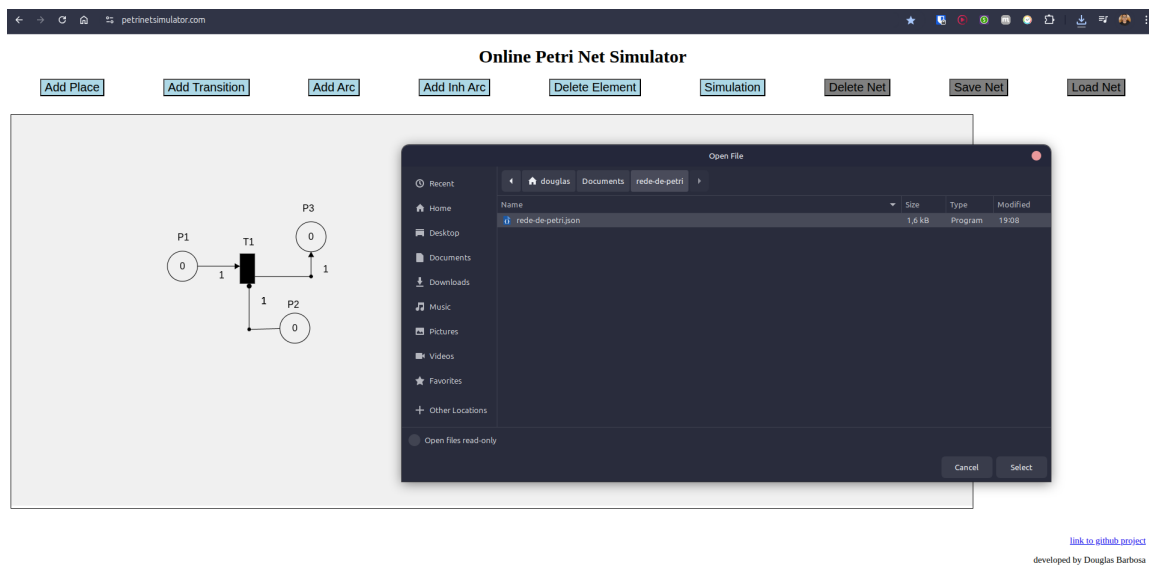 petrinetsimulator.com
Online Petri Net Simulator
Add Place Add Transition Add Arc Add Inh Arc Delete Element Simulation Delete Net Save Net Load Net
Open File
Recent
Home
Desktop
Documents
Downloads
Music
Pictures
Videos
Favorites
Other Locations
douglas Documents rede-de-petri
Name Size Type Modified
rede-de-petri.json 1,6 kB Program 19:08
Open files read-only
Cancel Select
P3
0
P1
T1
0
1
1
1
P2
0
link to github project
developed by Douglas Barbosa